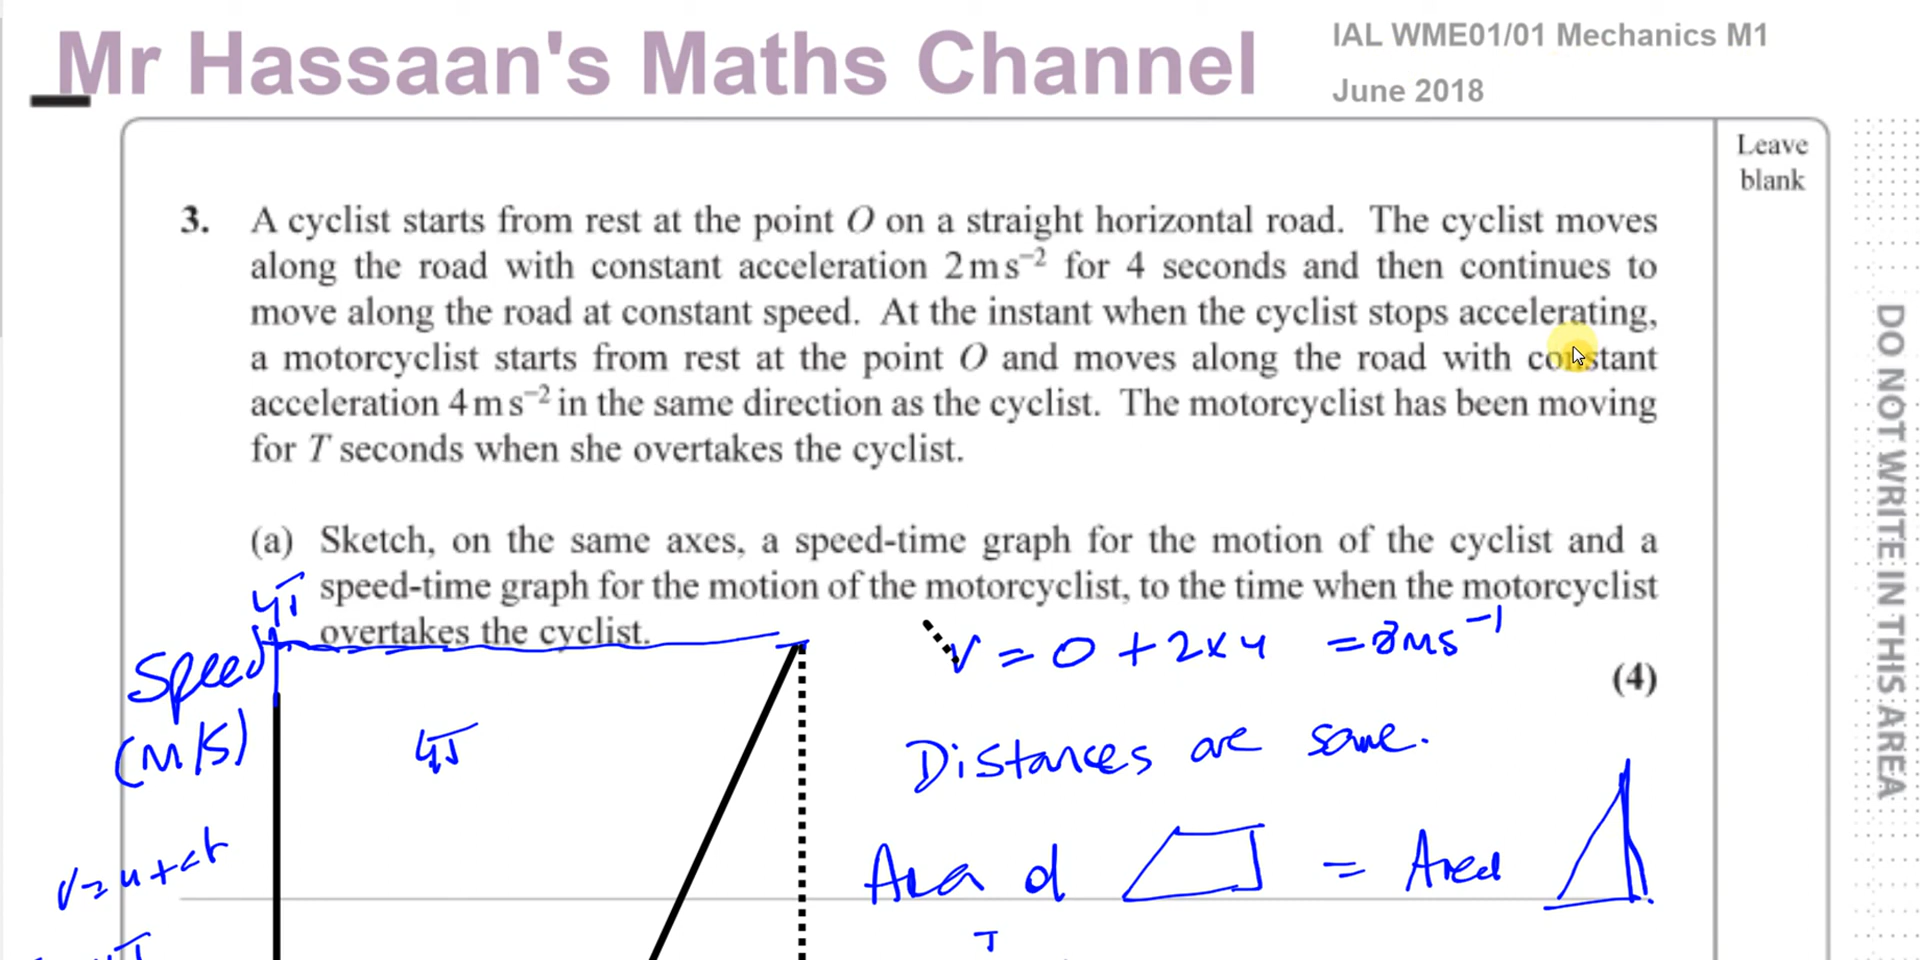 Mr Hassaan's Maths Channel
IAL WME01/01 Mechanics M1
June 2018
Leave
blank
3. A cyclist starts from rest at the point O on a straight horizontal road. The cyclist moves
along the road with constant acceleration 2 m s⁻² for 4 seconds and then continues to
move along the road at constant speed. At the instant when the cyclist stops accelerating,
a motorcyclist starts from rest at the point O and moves along the road with constant
acceleration 4 m s⁻² in the same direction as the cyclist. The motorcyclist has been moving
for T seconds when she overtakes the cyclist.
(a) Sketch, on the same axes, a speed-time graph for the motion of the cyclist and a
speed-time graph for the motion of the motorcyclist, to the time when the motorcyclist
overtakes the cyclist.
(4)
4T
Speed
(m/s)
4T
v = u + at
V = 0 + 2x4 = 8ms⁻¹
Distances are same.
Area of = Area
T
DO NOT WRITE IN THIS AREA